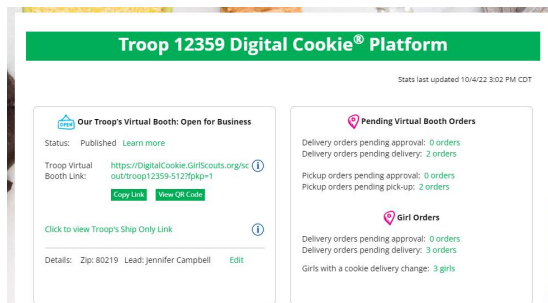 Troop 12359 Digital Cookie® Platform
Stats last updated 10/4/22 3:02 PM CDT
OPEN
Our Troop's Virtual Booth: Open for Business
Status: Published Learn more
Troop Virtual https://DigitalCookie.GirlScouts.org/sc
Booth Link: out/troop12359-512?fpkp=1
Copy Link View QR Code
Click to view Troop's Ship Only Link
Details: Zip: 80219 Lead: Jennifer Campbell Edit
Pending Virtual Booth Orders
Delivery orders pending approval: 0 orders
Delivery orders pending delivery: 2 orders
Pickup orders pending approval: 0 orders
Pickup orders pending pick-up: 2 orders
Girl Orders
Delivery orders pending approval: 0 orders
Delivery orders pending delivery: 3 orders
Girls with a cookie delivery change: 3 girls